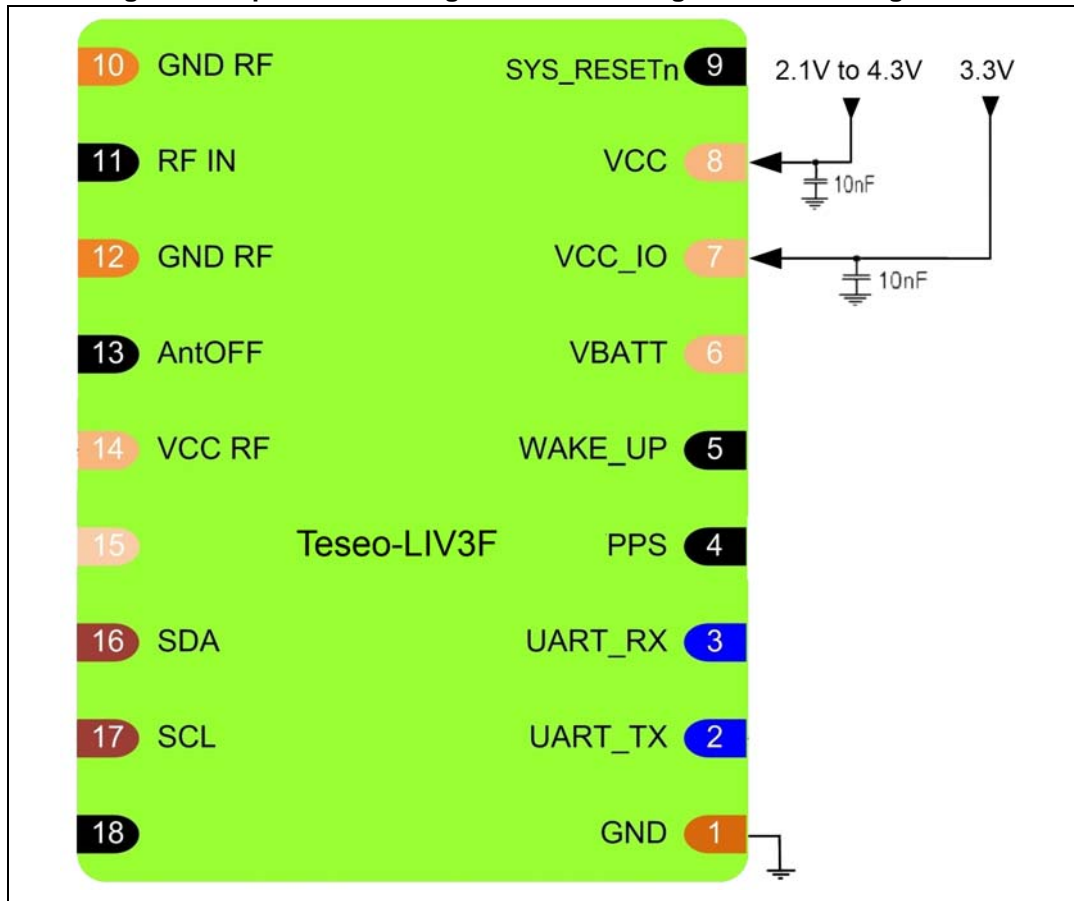 10 GND RF SYS_RESETn 9 2.1V to 4.3V 3.3V
11 RF IN VCC 8 10nF
12 GND RF VCC_IO 7 10nF
13 AntOFF VBATT 6
14 VCC RF WAKE_UP 5
15 Teseo-LIV3F PPS 4
16 SDA UART_RX 3
17 SCL UART_TX 2
18 GND 1